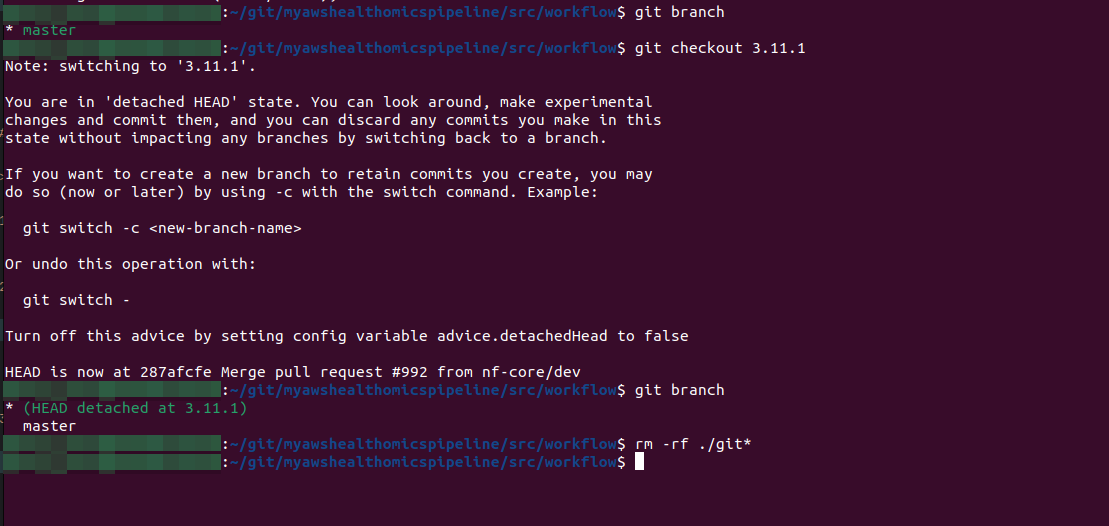 :~/git/myawshealthomicspipeline/src/workflow$ git branch
* master
:~/git/myawshealthomicspipeline/src/workflow$ git checkout 3.11.1
Note: switching to '3.11.1'.
You are in 'detached HEAD' state. You can look around, make experimental
changes and commit them, and you can discard any commits you make in this
state without impacting any branches by switching back to a branch.
If you want to create a new branch to retain commits you create, you may
do so (now or later) by using -c with the switch command. Example:
git switch -c <new-branch-name>
Or undo this operation with:
git switch -
Turn off this advice by setting config variable advice.detachedHead to false
HEAD is now at 287afcfe Merge pull request #992 from nf-core/dev
:~/git/myawshealthomicspipeline/src/workflow$ git branch
* (HEAD detached at 3.11.1)
master
:~/git/myawshealthomicspipeline/src/workflow$ rm -rf ./git*
:~/git/myawshealthomicspipeline/src/workflow$